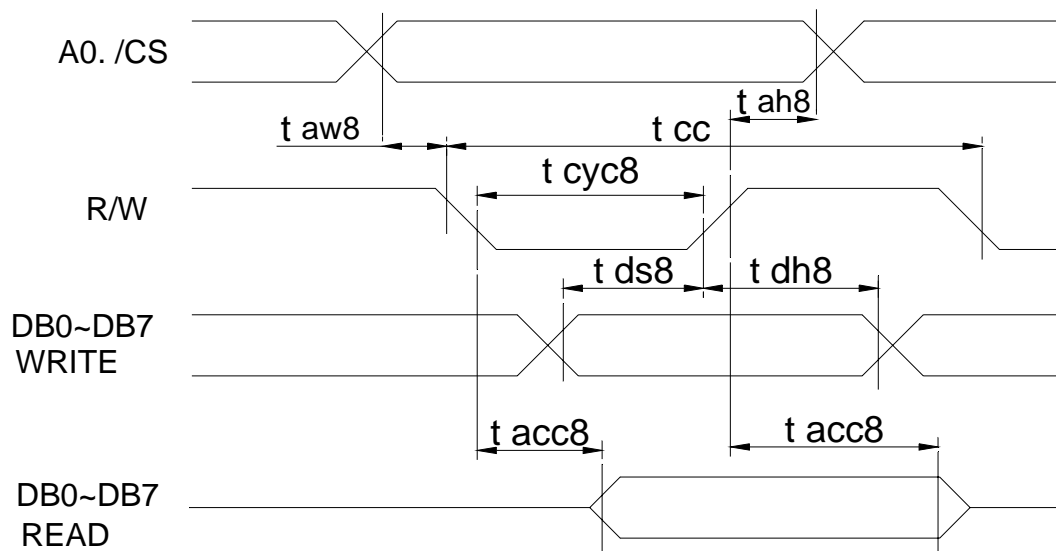 A0. /CS
t ah8
t aw8
t cc
t cyc8
R/W
t ds8
t dh8
DB0~DB7
WRITE
t acc8
t acc8
DB0~DB7
READ